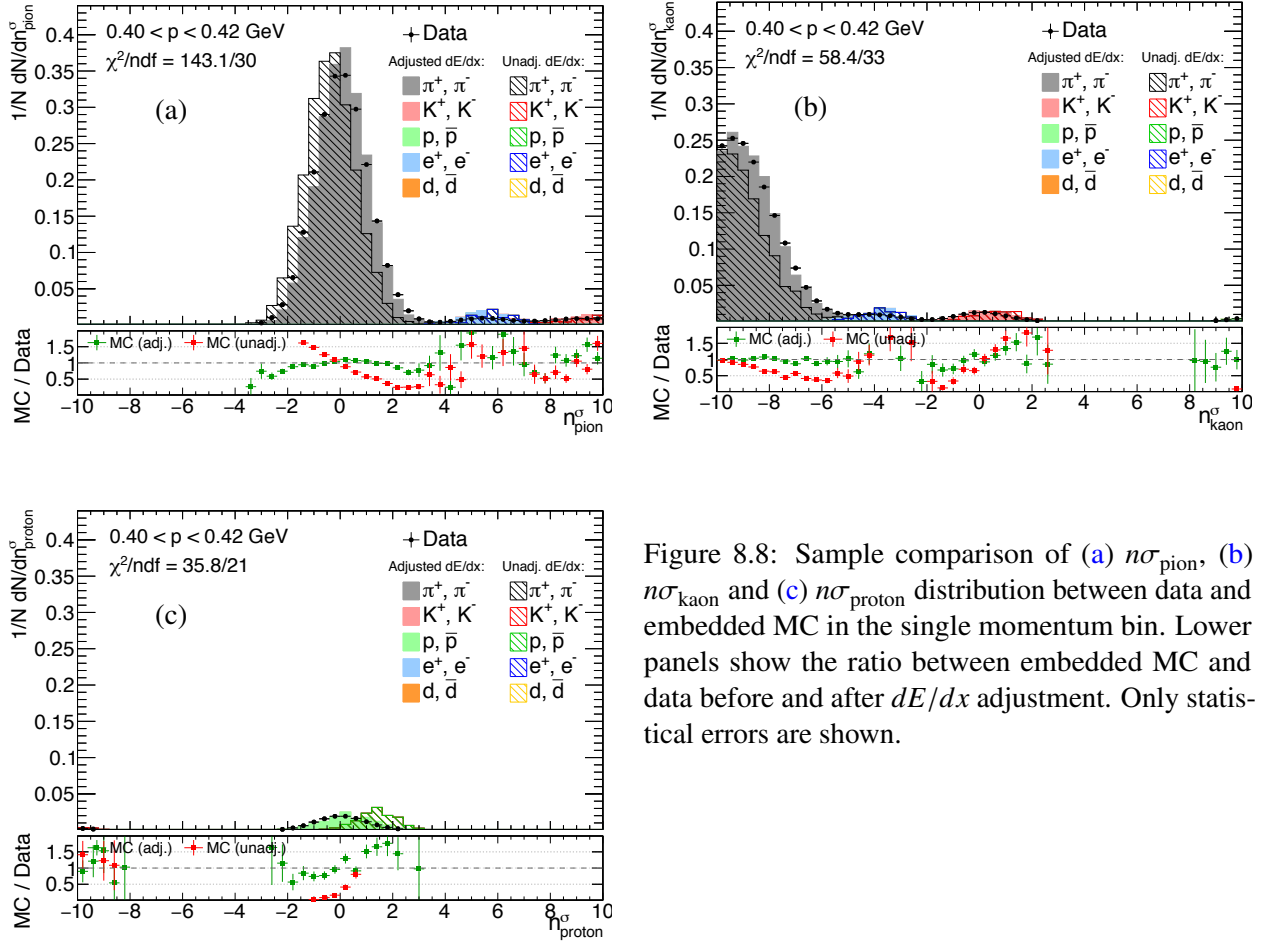 1/N dN/dn^σ_pion
0.40 < p < 0.42 GeV
χ²/ndf = 143.1/30
(a)
Data
Adjusted dE/dx: Unadj. dE/dx:
π⁺, π⁻ π⁺, π⁻
K⁺, K⁻ K⁺, K⁻
p, p̅ p, p̅
e⁺, e⁻ e⁺, e⁻
d, d̅ d, d̅
0.4
0.35
0.3
0.25
0.2
0.15
0.1
0.05
MC / Data
MC (adj.) MC (unadj.)
1.5
1
0.5
−10 −8 −6 −4 −2 0 2 4 6 8 10
n^σ_pion
1/N dN/dn^σ_kaon
0.40 < p < 0.42 GeV
χ²/ndf = 58.4/33
(b)
Data
Adjusted dE/dx: Unadj. dE/dx:
π⁺, π⁻ π⁺, π⁻
K⁺, K⁻ K⁺, K⁻
p, p̅ p, p̅
e⁺, e⁻ e⁺, e⁻
d, d̅ d, d̅
0.4
0.35
0.3
0.25
0.2
0.15
0.1
0.05
MC / Data
MC (adj.) MC (unadj.)
1.5
1
0.5
−10 −8 −6 −4 −2 0 2 4 6 8 10
n^σ_kaon
1/N dN/dn^σ_proton
0.40 < p < 0.42 GeV
χ²/ndf = 35.8/21
(c)
Data
Adjusted dE/dx: Unadj. dE/dx:
π⁺, π⁻ π⁺, π⁻
K⁺, K⁻ K⁺, K⁻
p, p̅ p, p̅
e⁺, e⁻ e⁺, e⁻
d, d̅ d, d̅
0.4
0.35
0.3
0.25
0.2
0.15
0.1
0.05
MC / Data
MC (adj.) MC (unadj.)
1.5
1
0.5
−10 −8 −6 −4 −2 0 2 4 6 8 10
n^σ_proton
Figure 8.8: Sample comparison of (a) nσ_pion, (b)
nσ_kaon and (c) nσ_proton distribution between data and
embedded MC in the single momentum bin. Lower
panels show the ratio between embedded MC and
data before and after dE/dx adjustment. Only statis-
tical errors are shown.